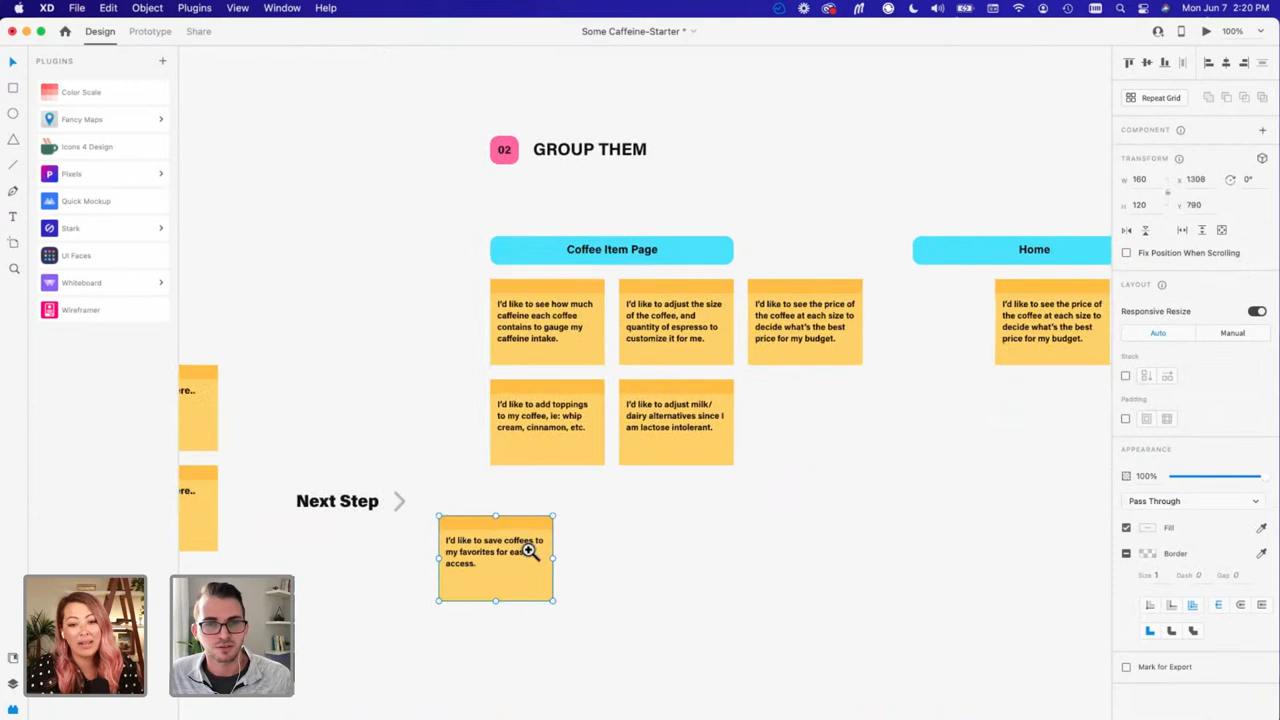 XD File Edit Object Plugins View Window Help Mon Jun 7 2:20 PM
Design Prototype Share Some Caffeine-Starter * 100%
PLUGINS
Color Scale
Fancy Maps
Icons 4 Design
Pixels
Quick Mockup
Stark
UI Faces
Whiteboard
Wireframer
02 GROUP THEM
Coffee Item Page
I'd like to see how much
caffeine each coffee
contains to gauge my
caffeine intake.
I'd like to adjust the size
of the coffee, and
quantity of espresso to
customize it for me.
I'd like to see the price of
the coffee at each size to
decide what's the best
price for my budget.
I'd like to add toppings
to my coffee, ie: whip
cream, cinnamon, etc.
I'd like to adjust milk/
dairy alternatives since I
am lactose intolerant.
Home
I'd like to see the price of
the coffee at each size to
decide what's the best
price for my budget.
Next Step
I'd like to save coffees to
my favorites for
access.
Repeat Grid
COMPONENT
TRANSFORM
W 160 X 1308 0°
H 120 Y 790
Fix Position When Scrolling
LAYOUT
Responsive Resize
Auto Manual
Stack
Padding
APPEARANCE
100%
Pass Through
Fill
Border
Size 1 Dash 0 Gap 0
Mark for Export